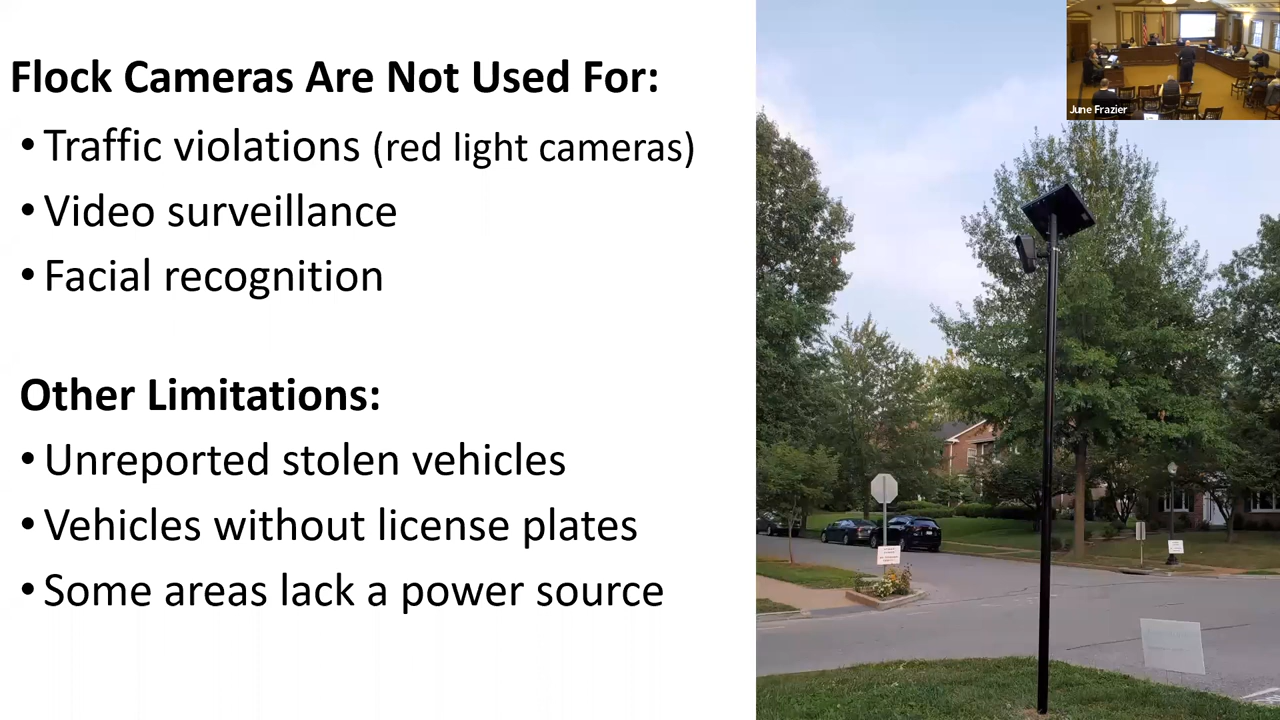 Flock Cameras Are Not Used For:
• Traffic violations (red light cameras)
• Video surveillance
• Facial recognition
Other Limitations:
• Unreported stolen vehicles
• Vehicles without license plates
• Some areas lack a power source
June Frazier